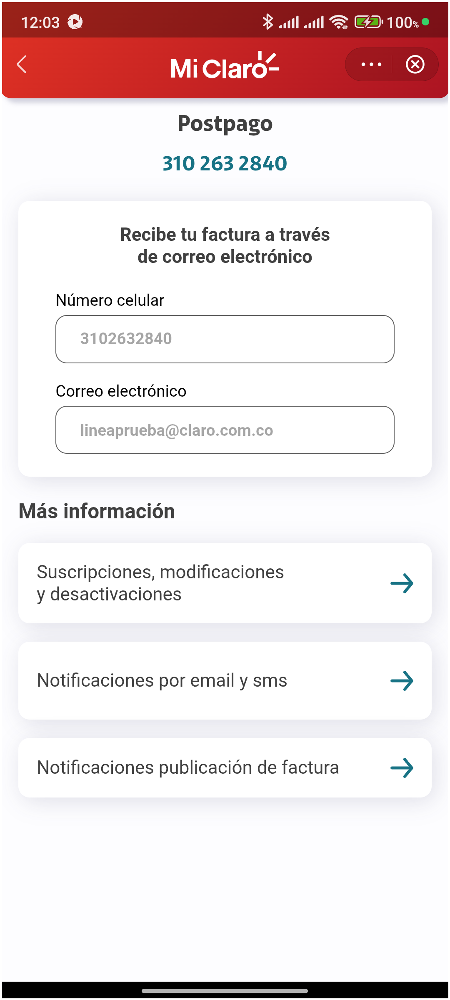 12:03
100%
Mi Claro
Postpago
310 263 2840
Recibe tu factura a través
de correo electrónico
Número celular
3102632840
Correo electrónico
lineaprueba@claro.com.co
Más información
Suscripciones, modificaciones
y desactivaciones
Notificaciones por email y sms
Notificaciones publicación de factura